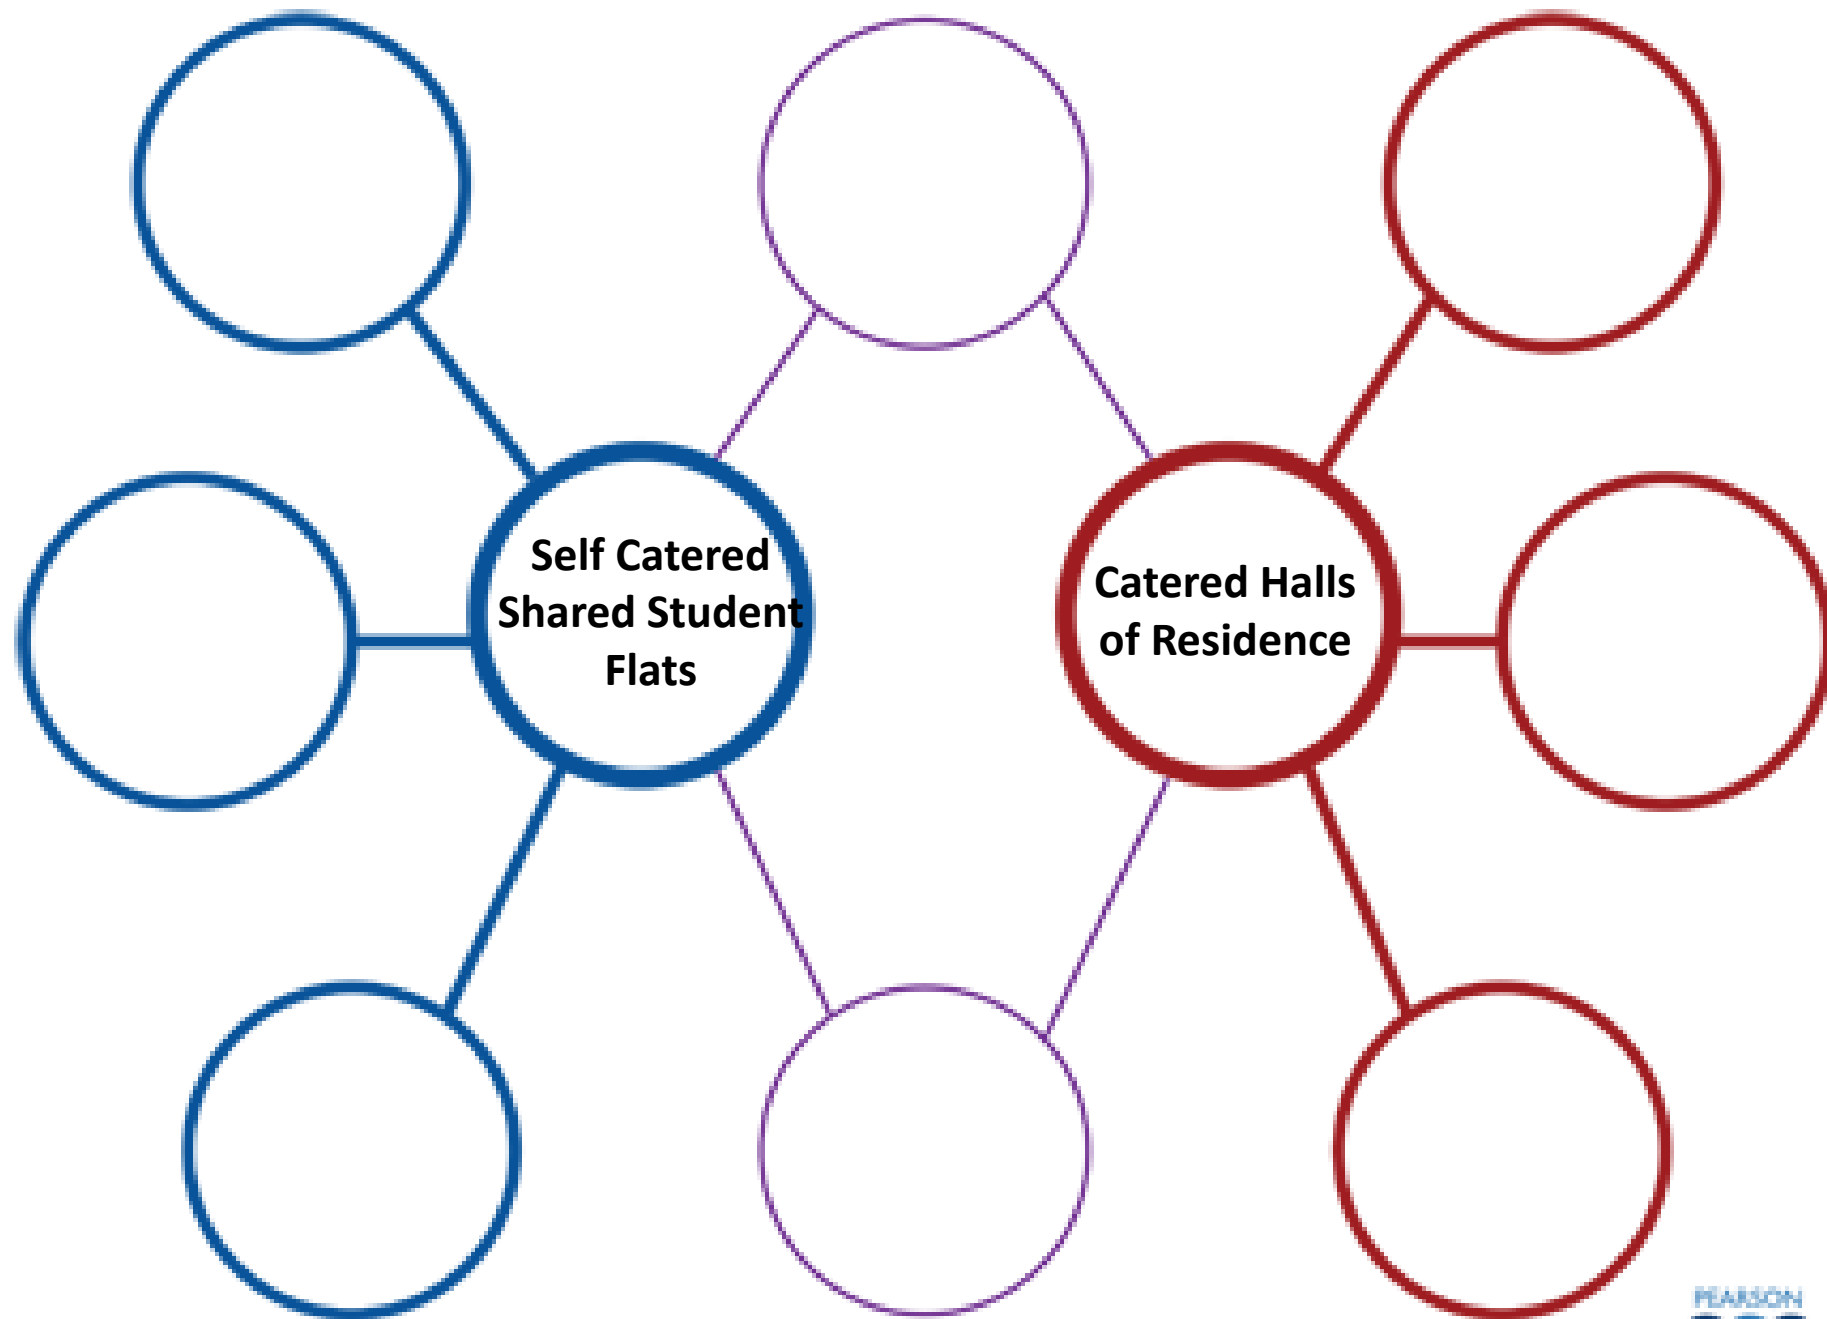 Self Catered
Shared Student
Flats
Catered Halls
of Residence
PEARSON